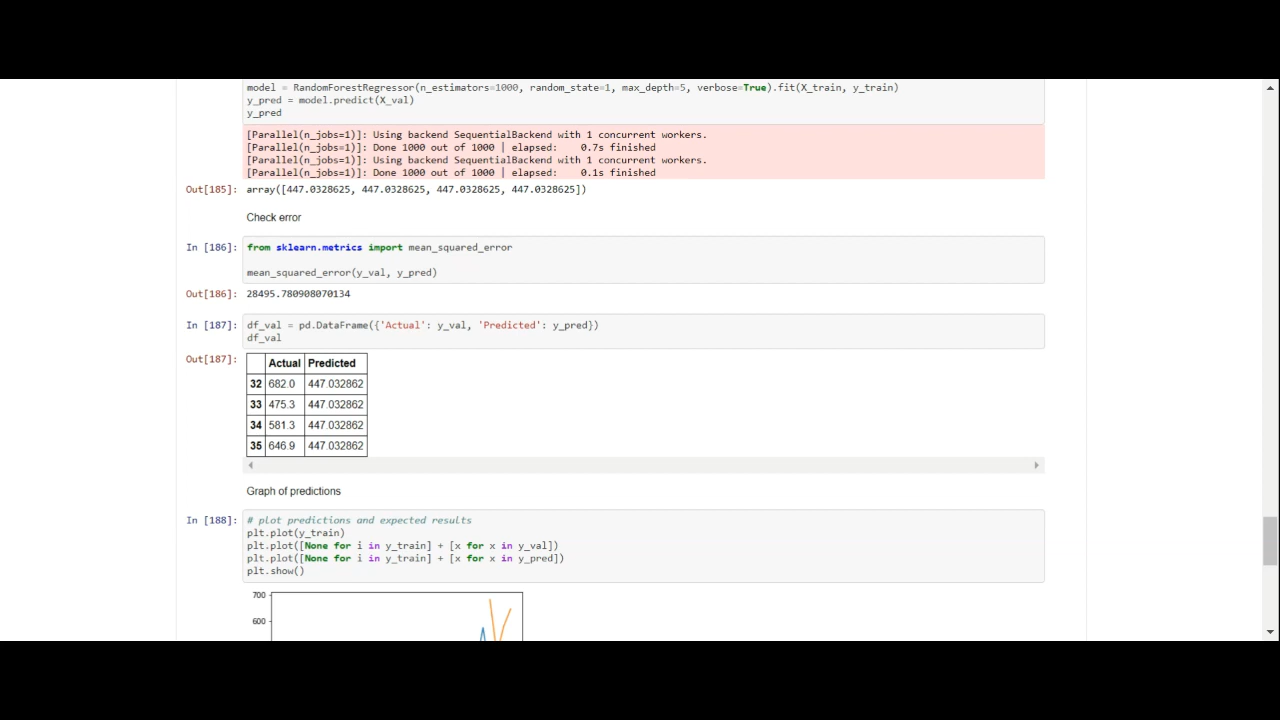 model = RandomForestRegressor(n_estimators=1000, random_state=1, max_depth=5, verbose=True).fit(X_train, y_train)
y_pred = model.predict(X_val)
y_pred
[Parallel(n_jobs=1)]: Using backend SequentialBackend with 1 concurrent workers.
[Parallel(n_jobs=1)]: Done 1000 out of 1000 | elapsed:    0.7s finished
[Parallel(n_jobs=1)]: Using backend SequentialBackend with 1 concurrent workers.
[Parallel(n_jobs=1)]: Done 1000 out of 1000 | elapsed:    0.1s finished
Out[185]: array([447.0328625, 447.0328625, 447.0328625, 447.0328625])
Check error
In [186]: from sklearn.metrics import mean_squared_error
mean_squared_error(y_val, y_pred)
Out[186]: 28495.780908070134
In [187]: df_val = pd.DataFrame({'Actual': y_val, 'Predicted': y_pred})
df_val
Out[187]:
Actual Predicted
32 682.0 447.032862
33 475.3 447.032862
34 581.3 447.032862
35 646.9 447.032862
Graph of predictions
In [188]: # plot predictions and expected results
plt.plot(y_train)
plt.plot([None for i in y_train] + [x for x in y_val])
plt.plot([None for i in y_train] + [x for x in y_pred])
plt.show()
700
600